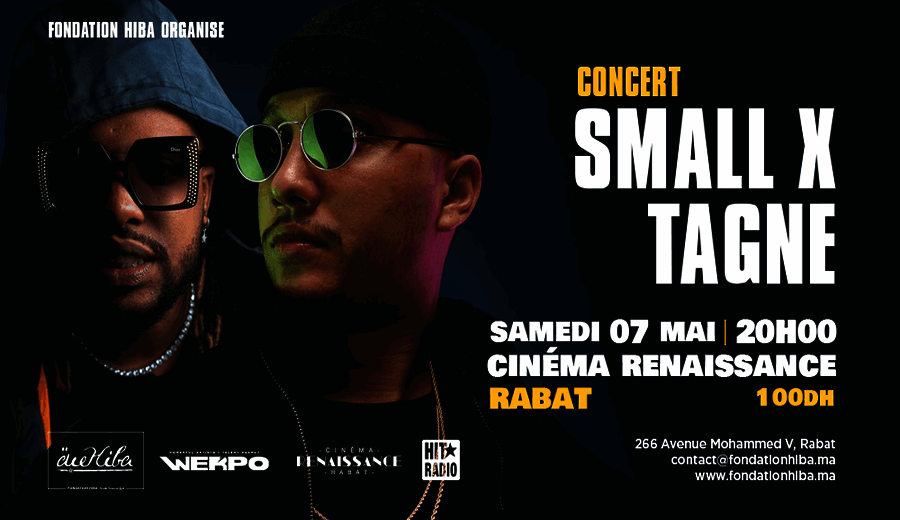 FONDATION HIBA ORGANISE
CONCERT
SMALL X
TAGNE
SAMEDI 07 MAI | 20H00
CINÉMA RENAISSANCE
RABAT 100DH
266 Avenue Mohammed V, Rabat
contact@fondationhiba.ma
www.fondationhiba.ma
Hiba
WEKPO
CINÉMA
RENAISSANCE
RABAT
HIT★
RADIO
Dior